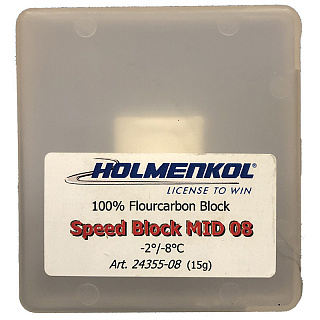 HOLMENKOL®
LICENSE TO WIN
100% Flourcarbon Block
Speed Block MID 08
-2°/-8°C
Art. 24355-08 (15g)